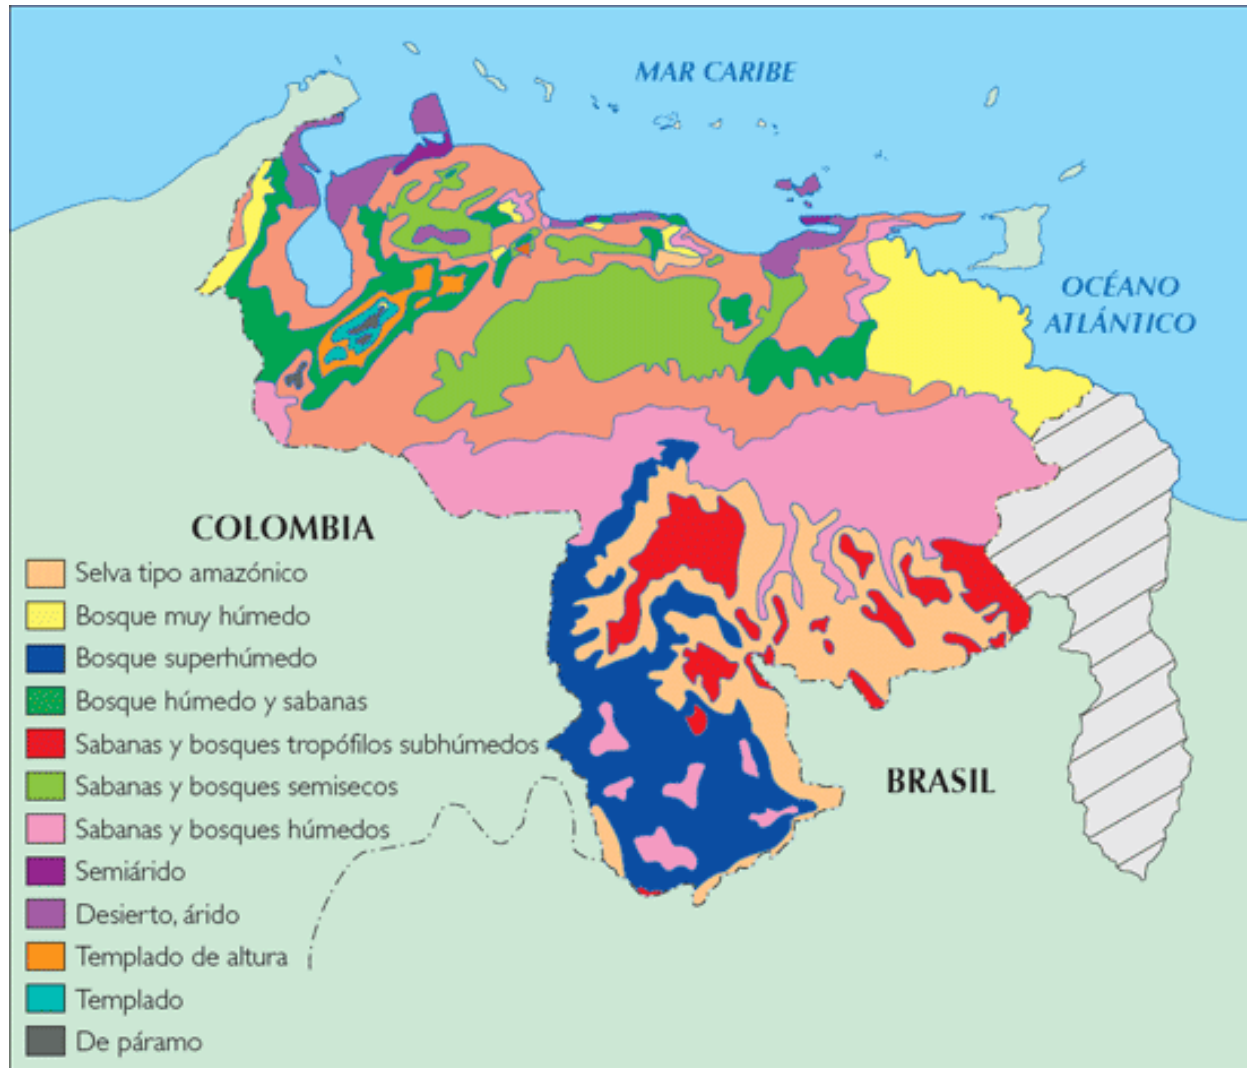 MAR CARIBE
OCÉANO
ATLÁNTICO
COLOMBIA
Selva tipo amazónico
Bosque muy húmedo
Bosque superhúmedo
Bosque húmedo y sabanas
Sabanas y bosques tropófilos subhúmedos
Sabanas y bosques semisecos
Sabanas y bosques húmedos
Semiárido
Desierto, árido
Templado de altura
Templado
De páramo
BRASIL